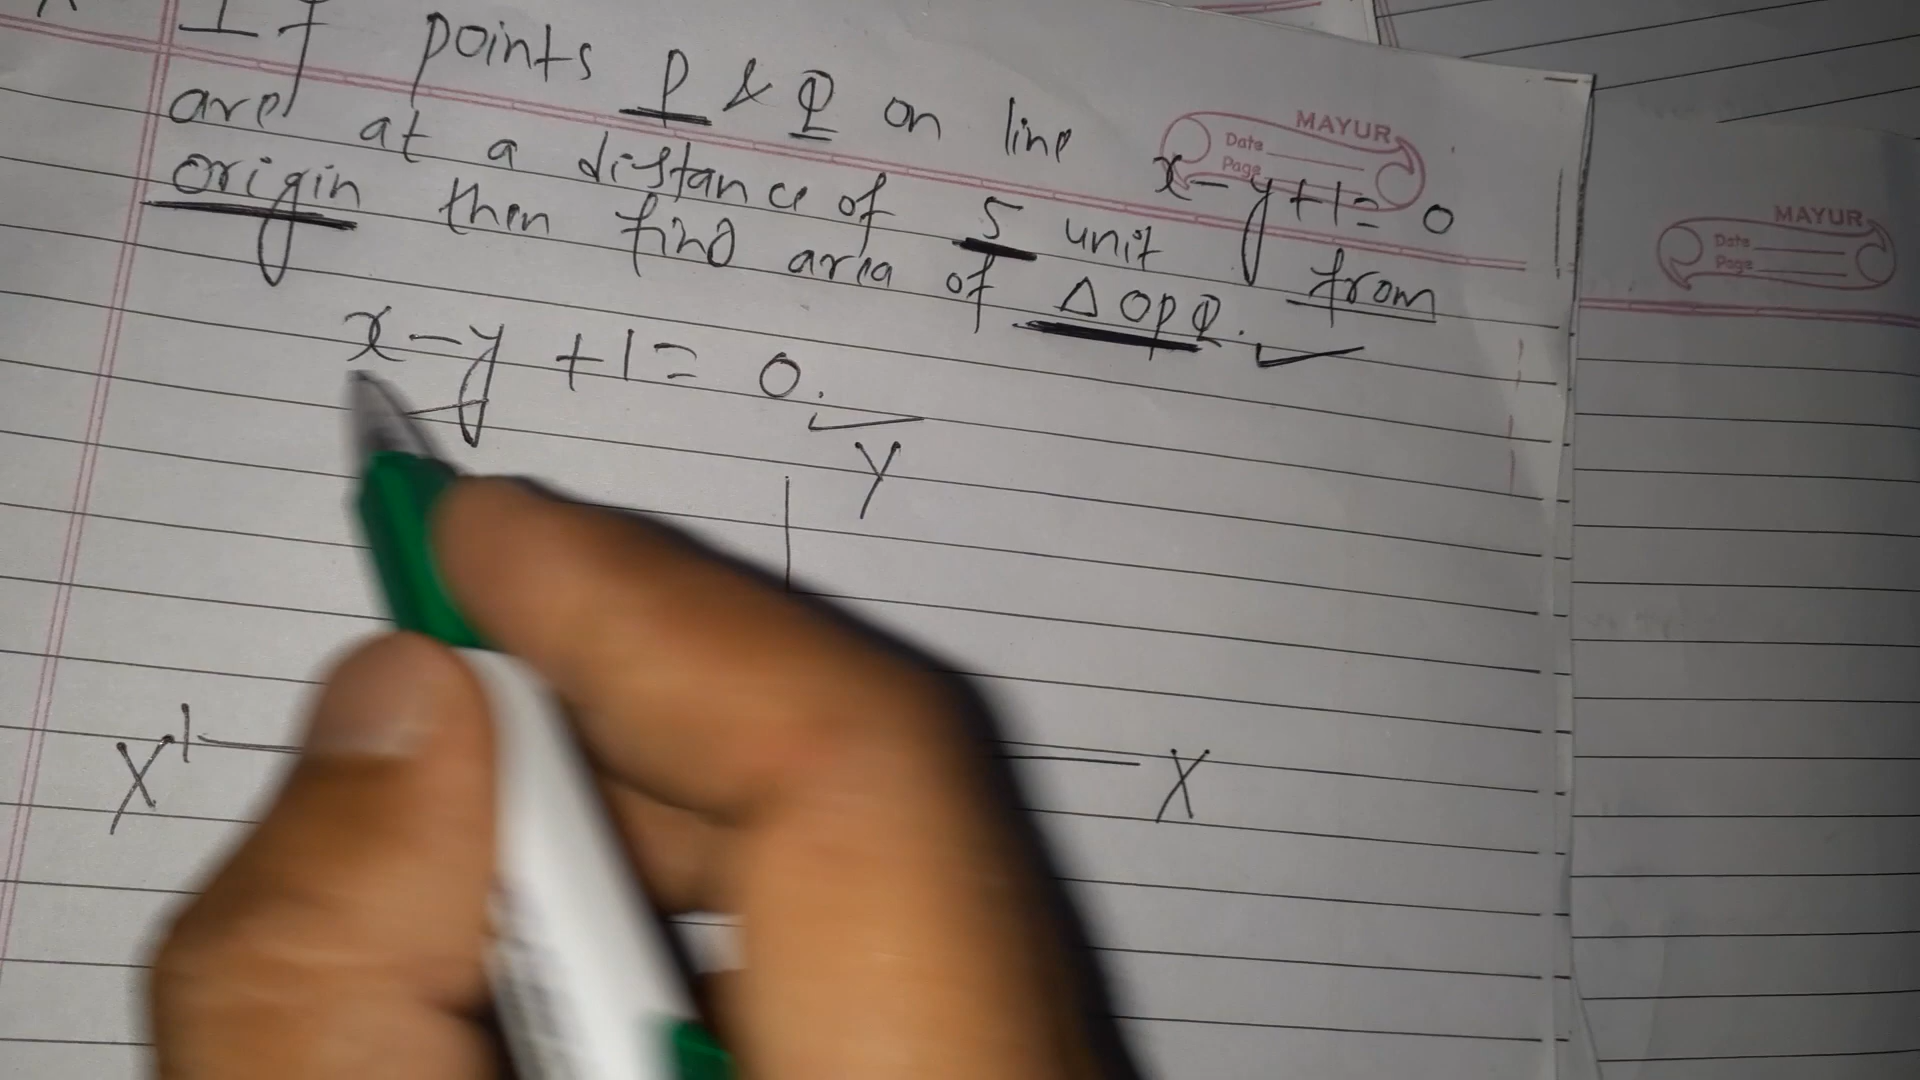 If points P & Q on line x-y+1=0
are at a distance of 5 unit from
origin then find area of Δ OPQ.
x-y+1=0.
Y
X' X
MAYUR
Date
Page
MAYUR
Date
Page